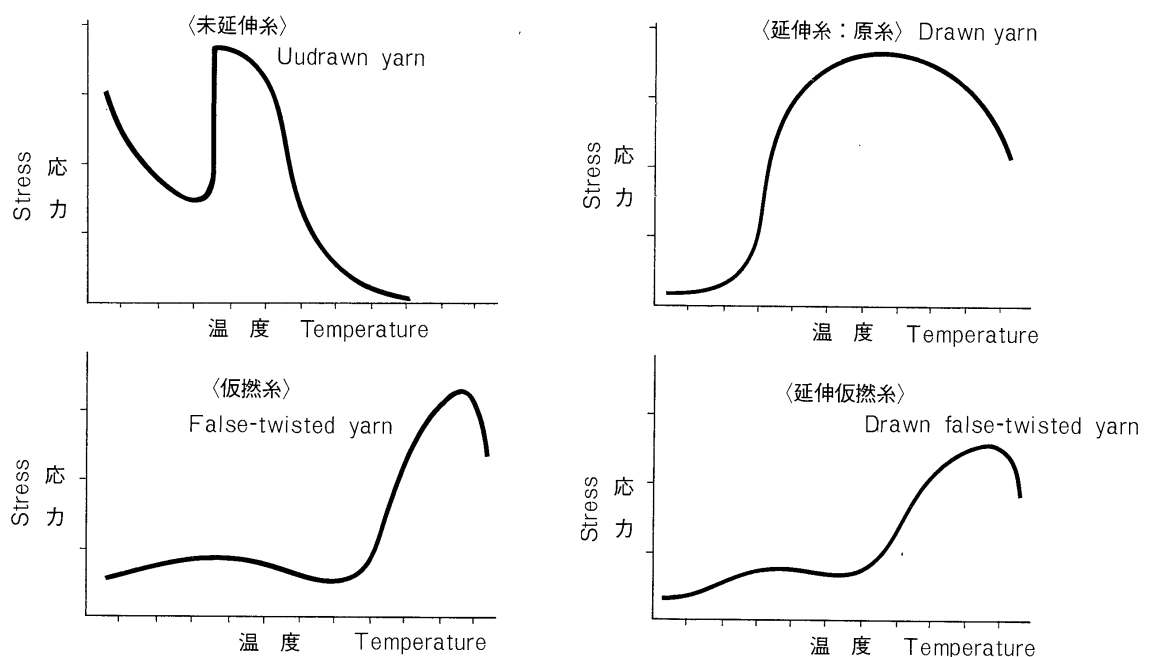 〈未延伸糸〉
Uudrawn yarn
Stress 応力
温度 Temperature
〈延伸糸：原糸〉 Drawn yarn
Stress 応力
温度 Temperature
〈仮撚糸〉
False-twisted yarn
Stress 応力
温度 Temperature
〈延伸仮撚糸〉
Drawn false-twisted yarn
Stress 応力
温度 Temperature